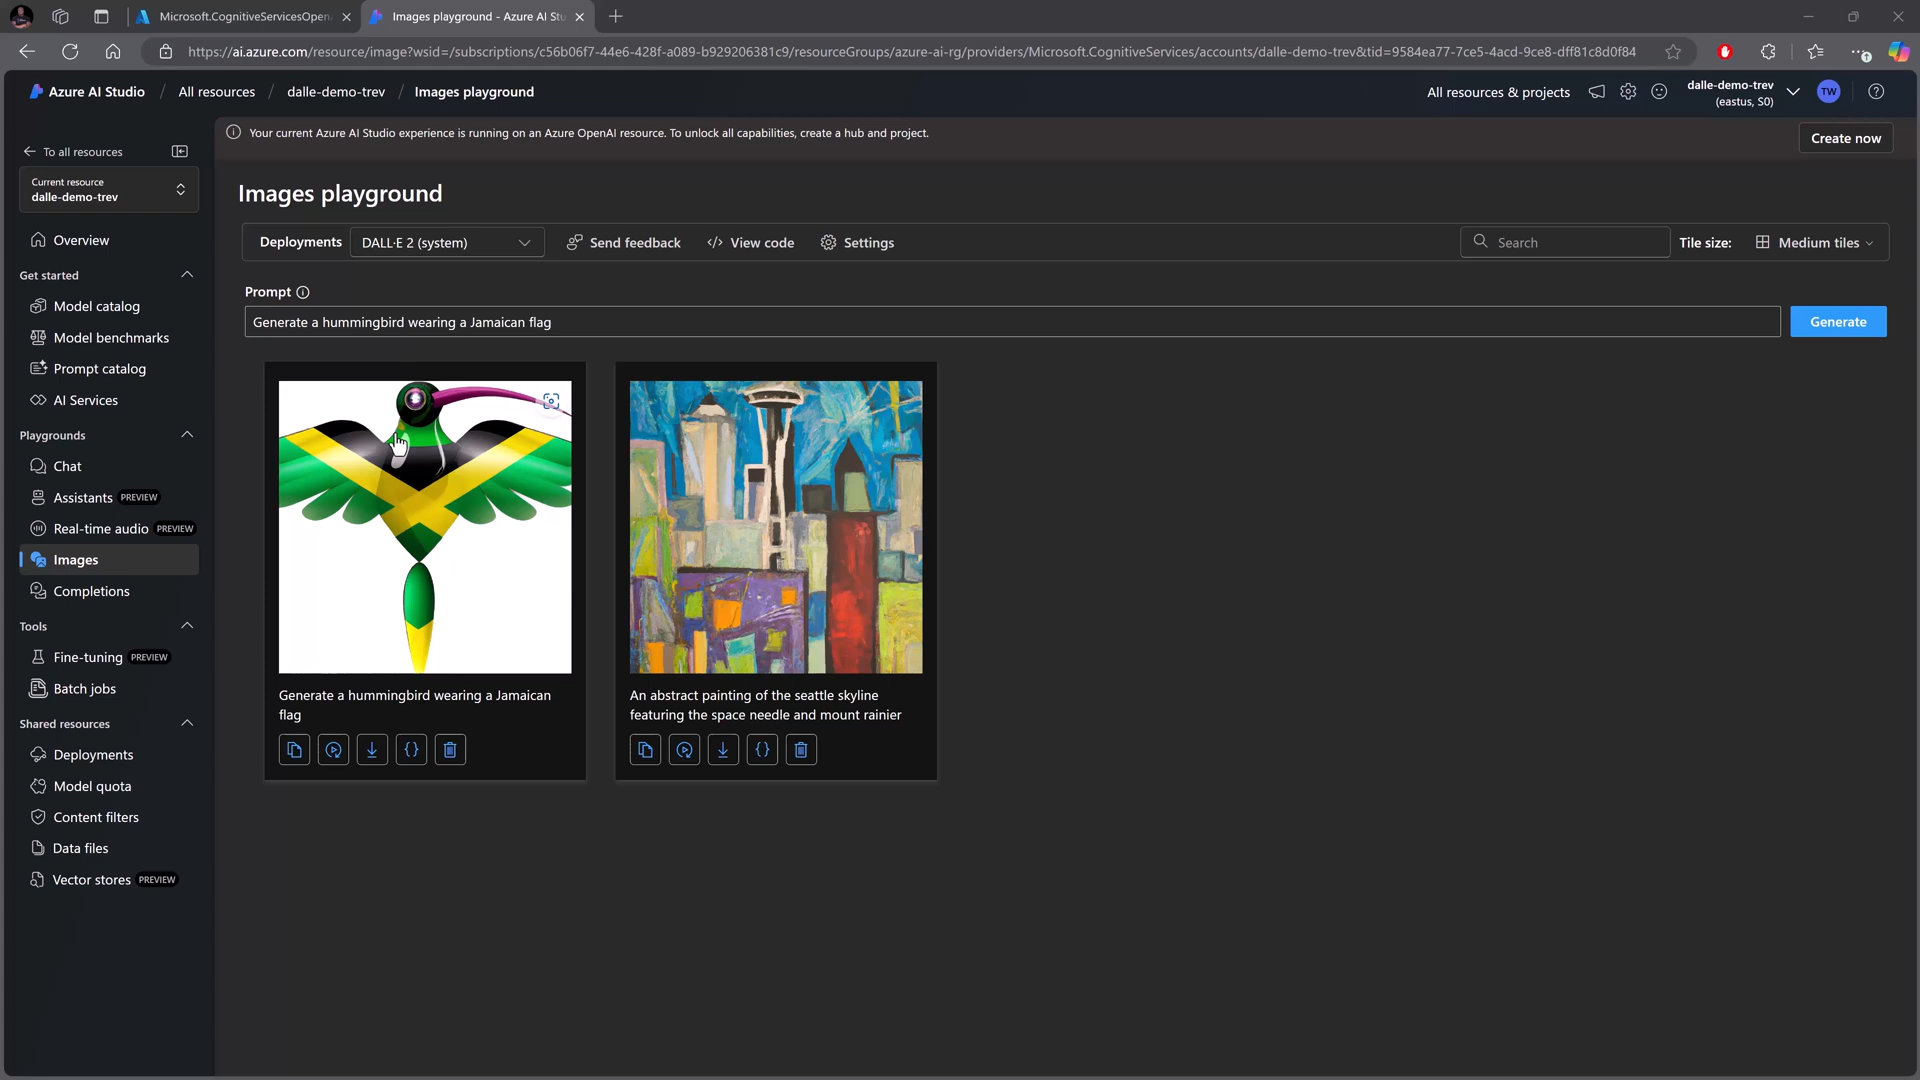 Microsoft.CognitiveServicesOpen
Images playground - Azure AI Stu
https://ai.azure.com/resource/image?wsid=/subscriptions/c56b06f7-44e6-428f-a089-b929206381c9/resourceGroups/azure-ai-rg/providers/Microsoft.CognitiveServices/accounts/dalle-demo-trev&tid=9584ea77-7ce5-4acd-9ce8-dff81c8d0f84
Azure AI Studio / All resources / dalle-demo-trev / Images playground
All resources & projects
dalle-demo-trev
(eastus, S0)
TW
Your current Azure AI Studio experience is running on an Azure OpenAI resource. To unlock all capabilities, create a hub and project.
Create now
To all resources
Current resource
dalle-demo-trev
Overview
Get started
Model catalog
Model benchmarks
Prompt catalog
AI Services
Playgrounds
Chat
Assistants PREVIEW
Real-time audio PREVIEW
Images
Completions
Tools
Fine-tuning PREVIEW
Batch jobs
Shared resources
Deployments
Model quota
Content filters
Data files
Vector stores PREVIEW
Images playground
Deployments DALL·E 2 (system) Send feedback View code Settings
Search
Tile size: Medium tiles
Prompt
Generate a hummingbird wearing a Jamaican flag
Generate
Generate a hummingbird wearing a Jamaican
flag
An abstract painting of the seattle skyline
featuring the space needle and mount rainier